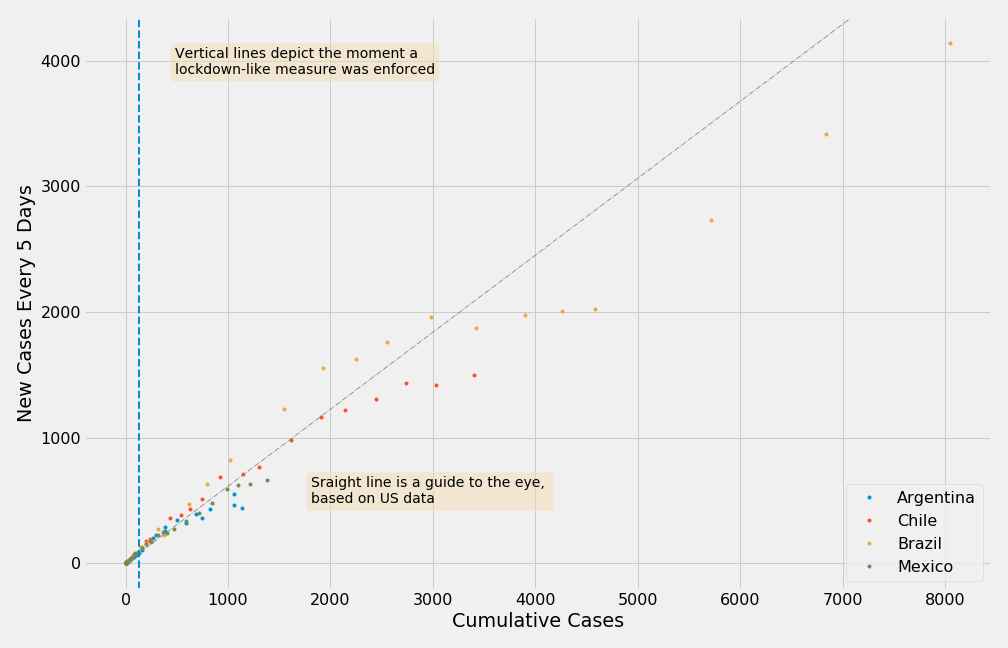 Vertical lines depict the moment a
lockdown-like measure was enforced
4000
3000
2000
1000
0
New Cases Every 5 Days
Sraight line is a guide to the eye,
based on US data
Argentina
Chile
Brazil
Mexico
0 1000 2000 3000 4000 5000 6000 7000 8000
Cumulative Cases